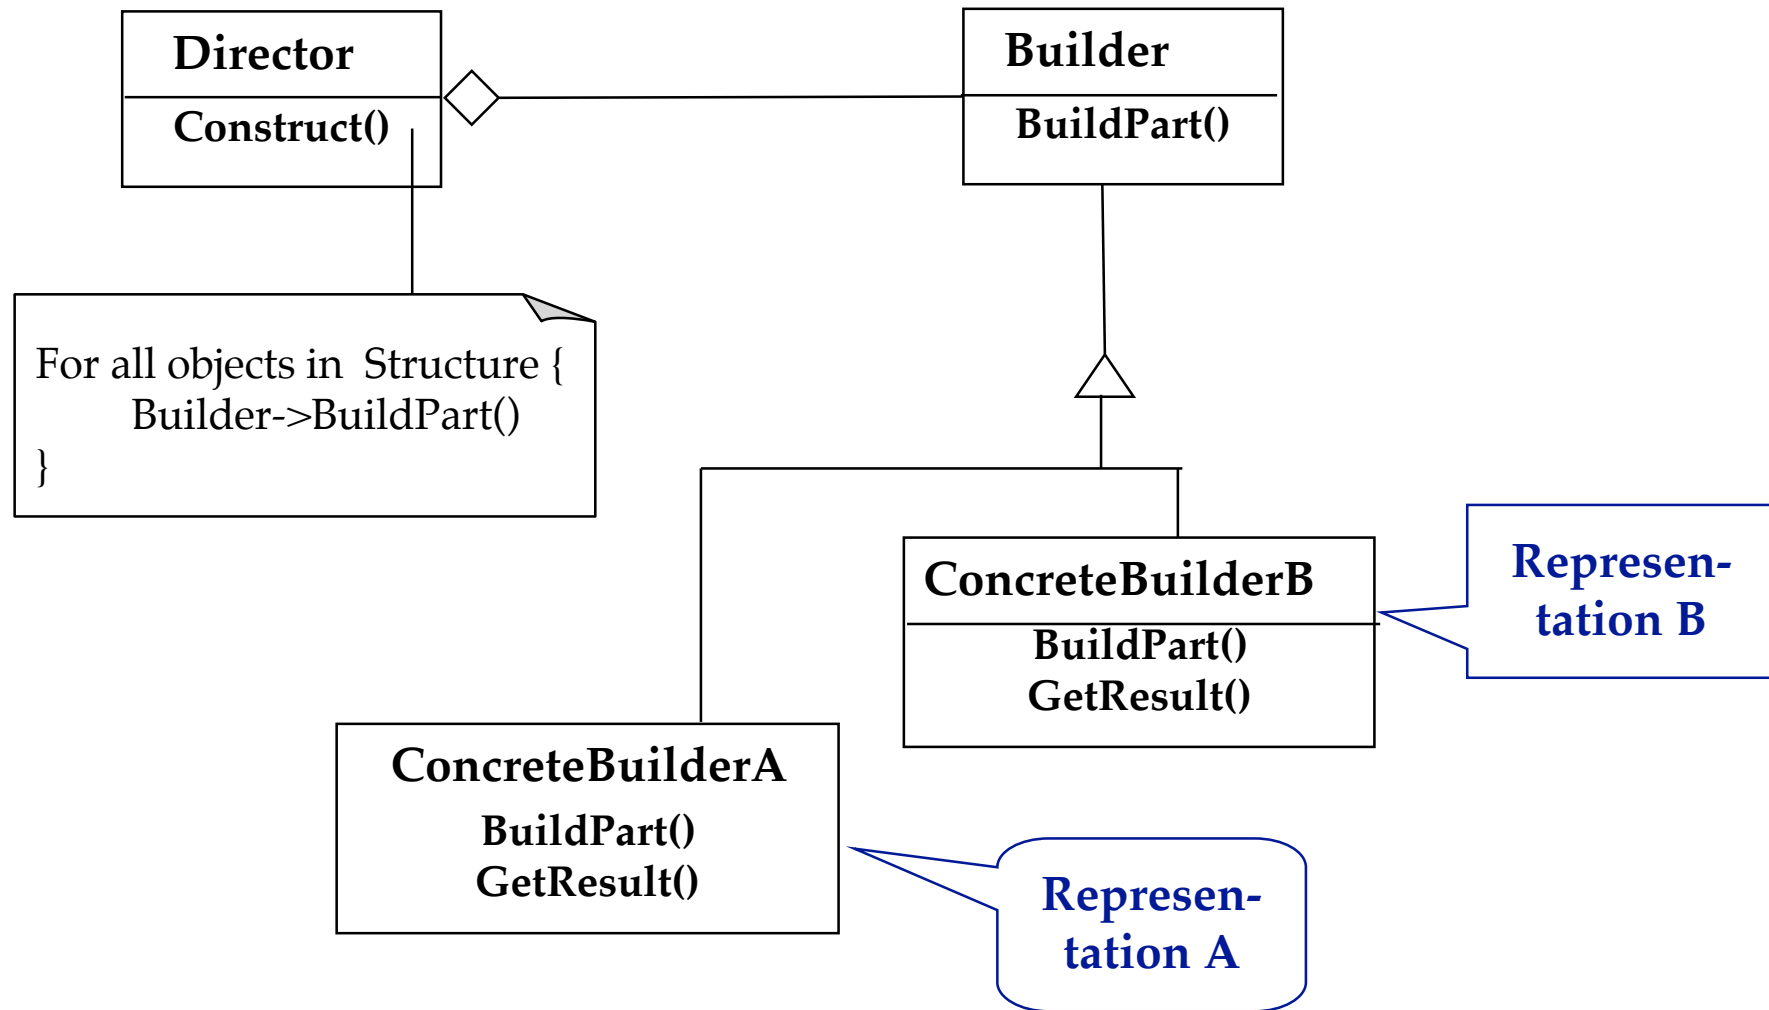 Director
Construct()
Builder
BuildPart()
For all objects in Structure {
Builder->BuildPart()
}
ConcreteBuilderB
BuildPart()
GetResult()
Represen-
tation B
ConcreteBuilderA
BuildPart()
GetResult()
Represen-
tation A